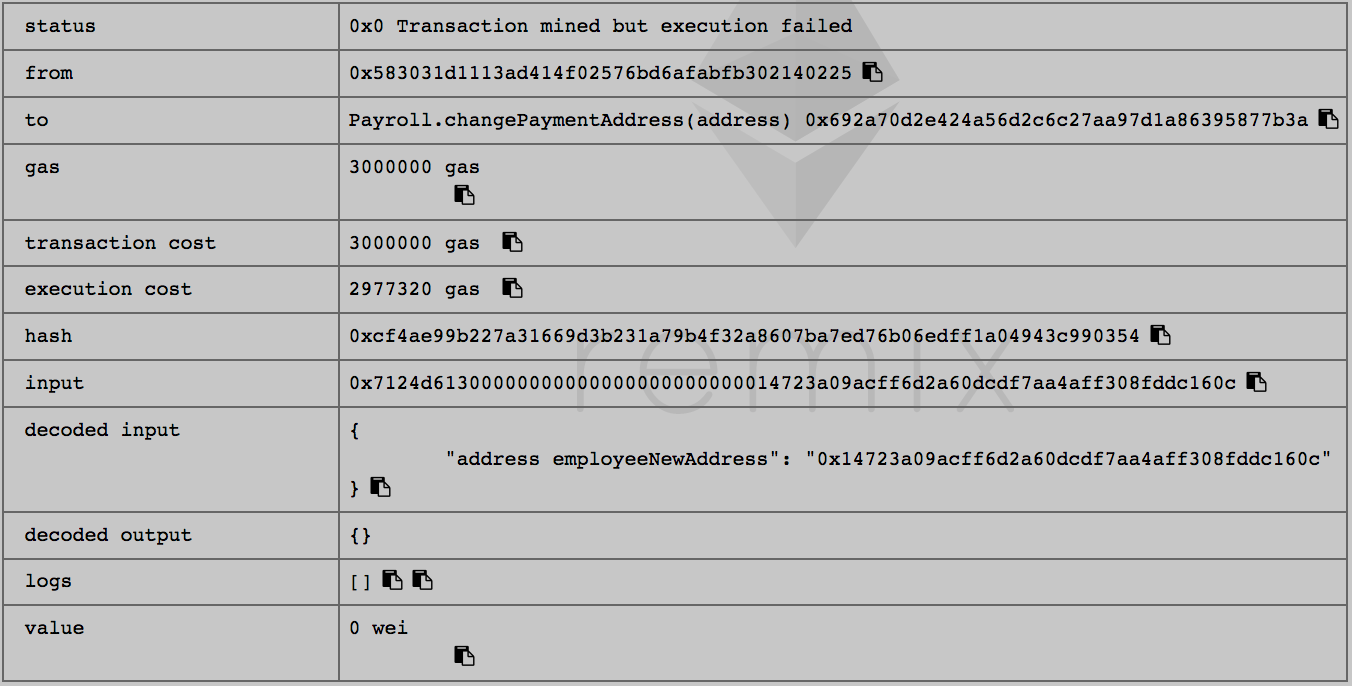 status 0x0 Transaction mined but execution failed
from 0x583031d1113ad414f02576bd6afabfb302140225
to Payroll.changePaymentAddress(address) 0x692a70d2e424a56d2c6c27aa97d1a86395877b3a
gas 3000000 gas
transaction cost 3000000 gas
execution cost 2977320 gas
hash 0xcf4ae99b227a31669d3b231a79b4f32a8607ba7ed76b06edff1a04943c990354
input 0x7124d61300000000000000000000000014723a09acff6d2a60dcdf7aa4aff308fddc160c
decoded input {
"address employeeNewAddress": "0x14723a09acff6d2a60dcdf7aa4aff308fddc160c"
}
decoded output {}
logs []
value 0 wei
remix